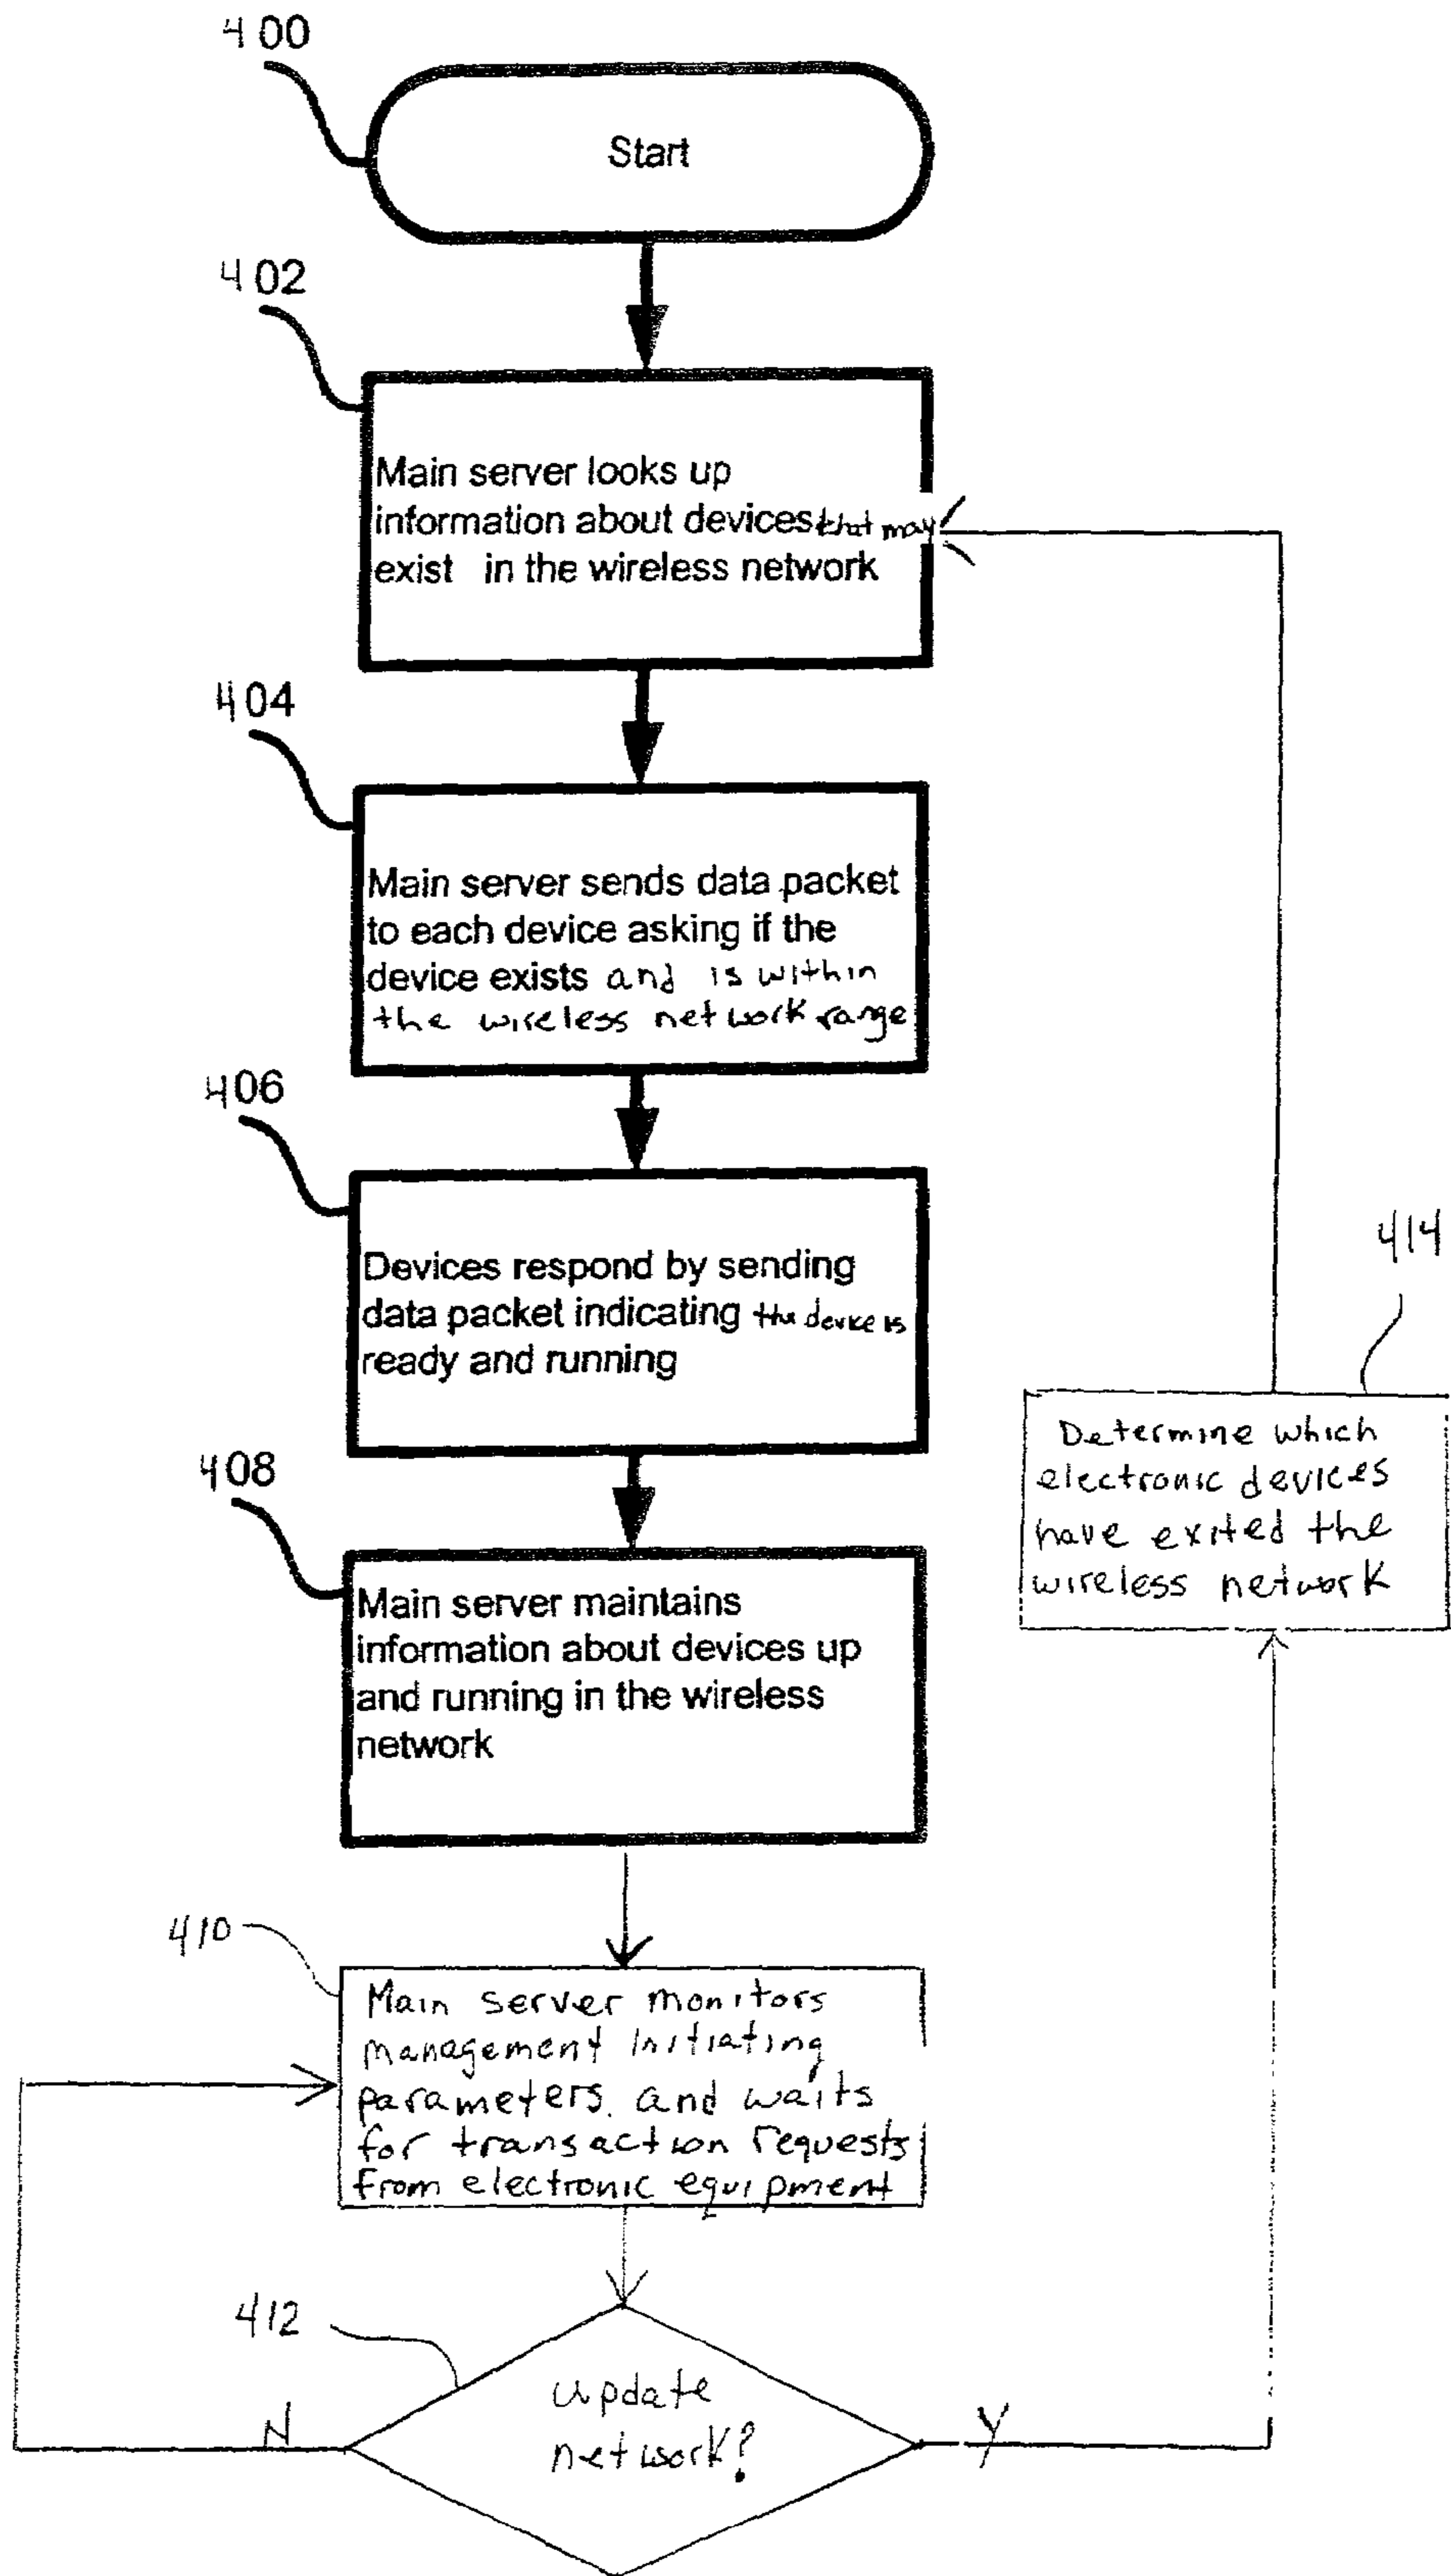 400
Start
402
Main server looks up
information about devices that may
exist in the wireless network
404
Main server sends data packet
to each device asking if the
device exists and is within
the wireless network range
406
Devices respond by sending
data packet indicating the device is
ready and running
408
Main server maintains
information about devices up
and running in the wireless
network
410
Main server monitors
management initiating
parameters. and waits
for transaction requests
from electronic equipment
412
update
network?
N
Y
414
Determine which
electronic devices
have exited the
wireless network